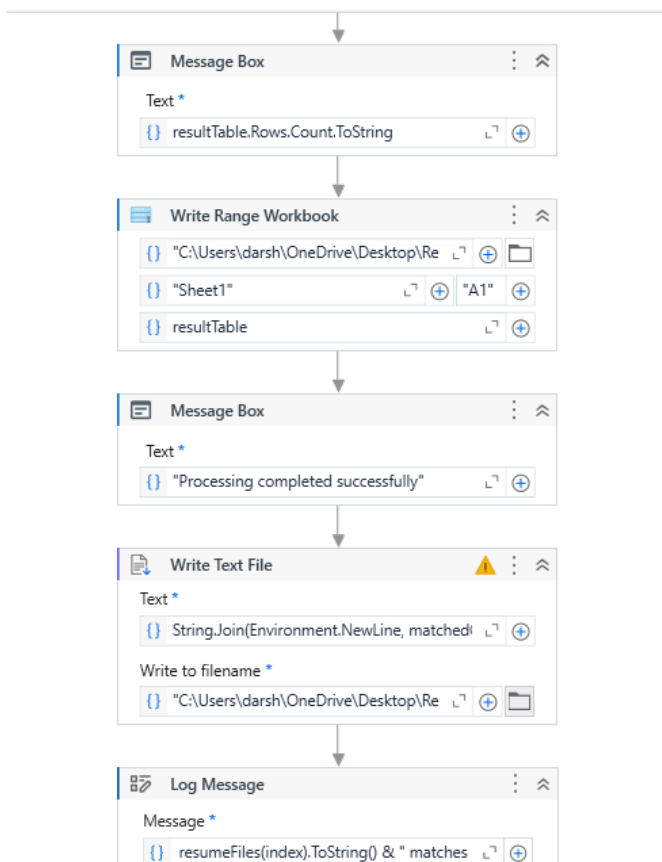 Message Box
Text *
{} resultTable.Rows.Count.ToString
Write Range Workbook
{} "C:\Users\darsh\OneDrive\Desktop\Re
{} "Sheet1" "A1"
{} resultTable
Message Box
Text *
{} "Processing completed successfully"
Write Text File
Text *
{} String.Join(Environment.NewLine, matched
Write to filename *
{} "C:\Users\darsh\OneDrive\Desktop\Re
Log Message
Message *
{} resumeFiles(index).ToString() & " matches